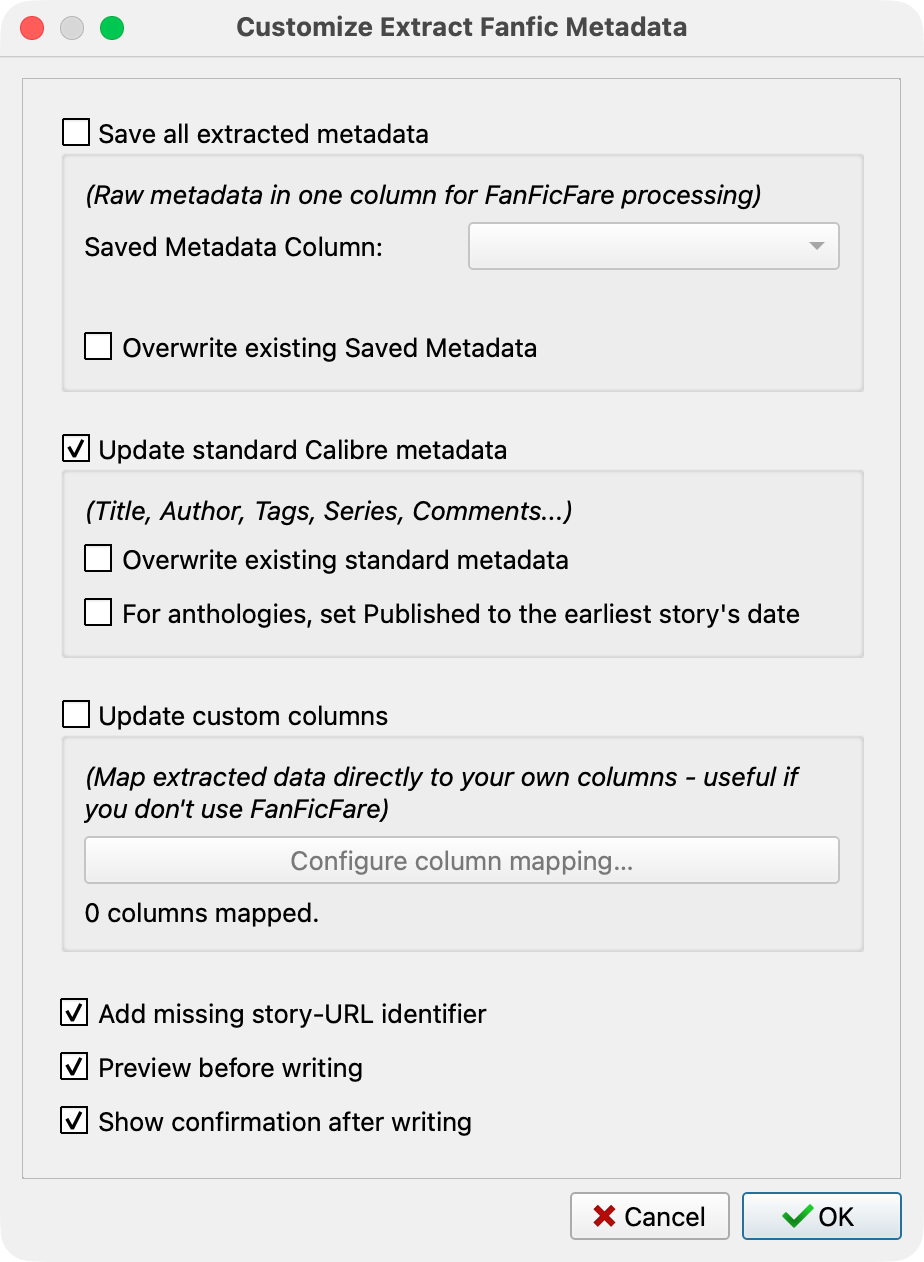 Customize Extract Fanfic Metadata
Save all extracted metadata
(Raw metadata in one column for FanFicFare processing)
Saved Metadata Column:
Overwrite existing Saved Metadata
Update standard Calibre metadata
(Title, Author, Tags, Series, Comments...)
Overwrite existing standard metadata
For anthologies, set Published to the earliest story's date
Update custom columns
(Map extracted data directly to your own columns - useful if
you don't use FanFicFare)
Configure column mapping...
0 columns mapped.
Add missing story-URL identifier
Preview before writing
Show confirmation after writing
Cancel OK